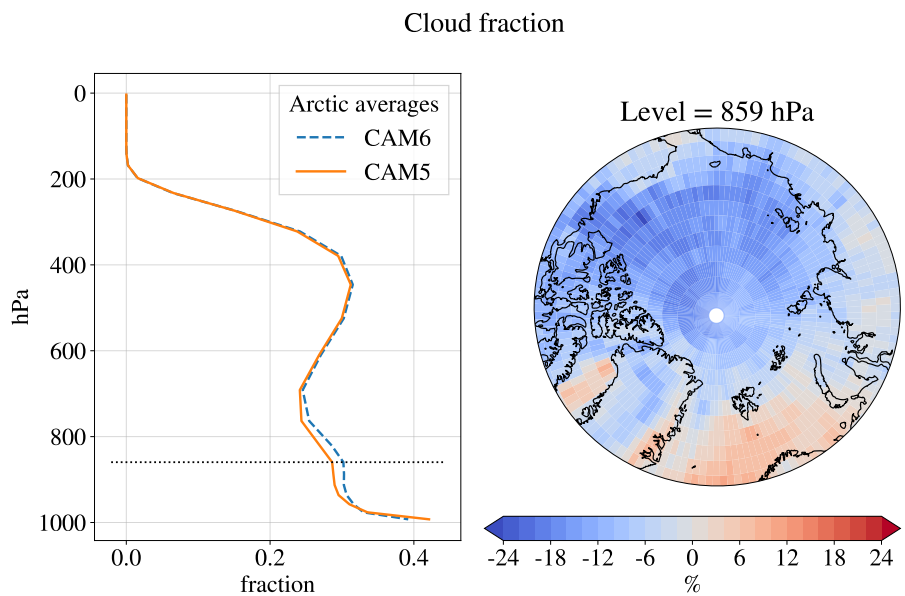 Cloud fraction
0
200
400
600
800
1000
hPa
0.0
0.2
0.4
fraction
Arctic averages
CAM6
CAM5
Level = 859 hPa
-24
-18
-12
-6
0
6
12
18
24
%